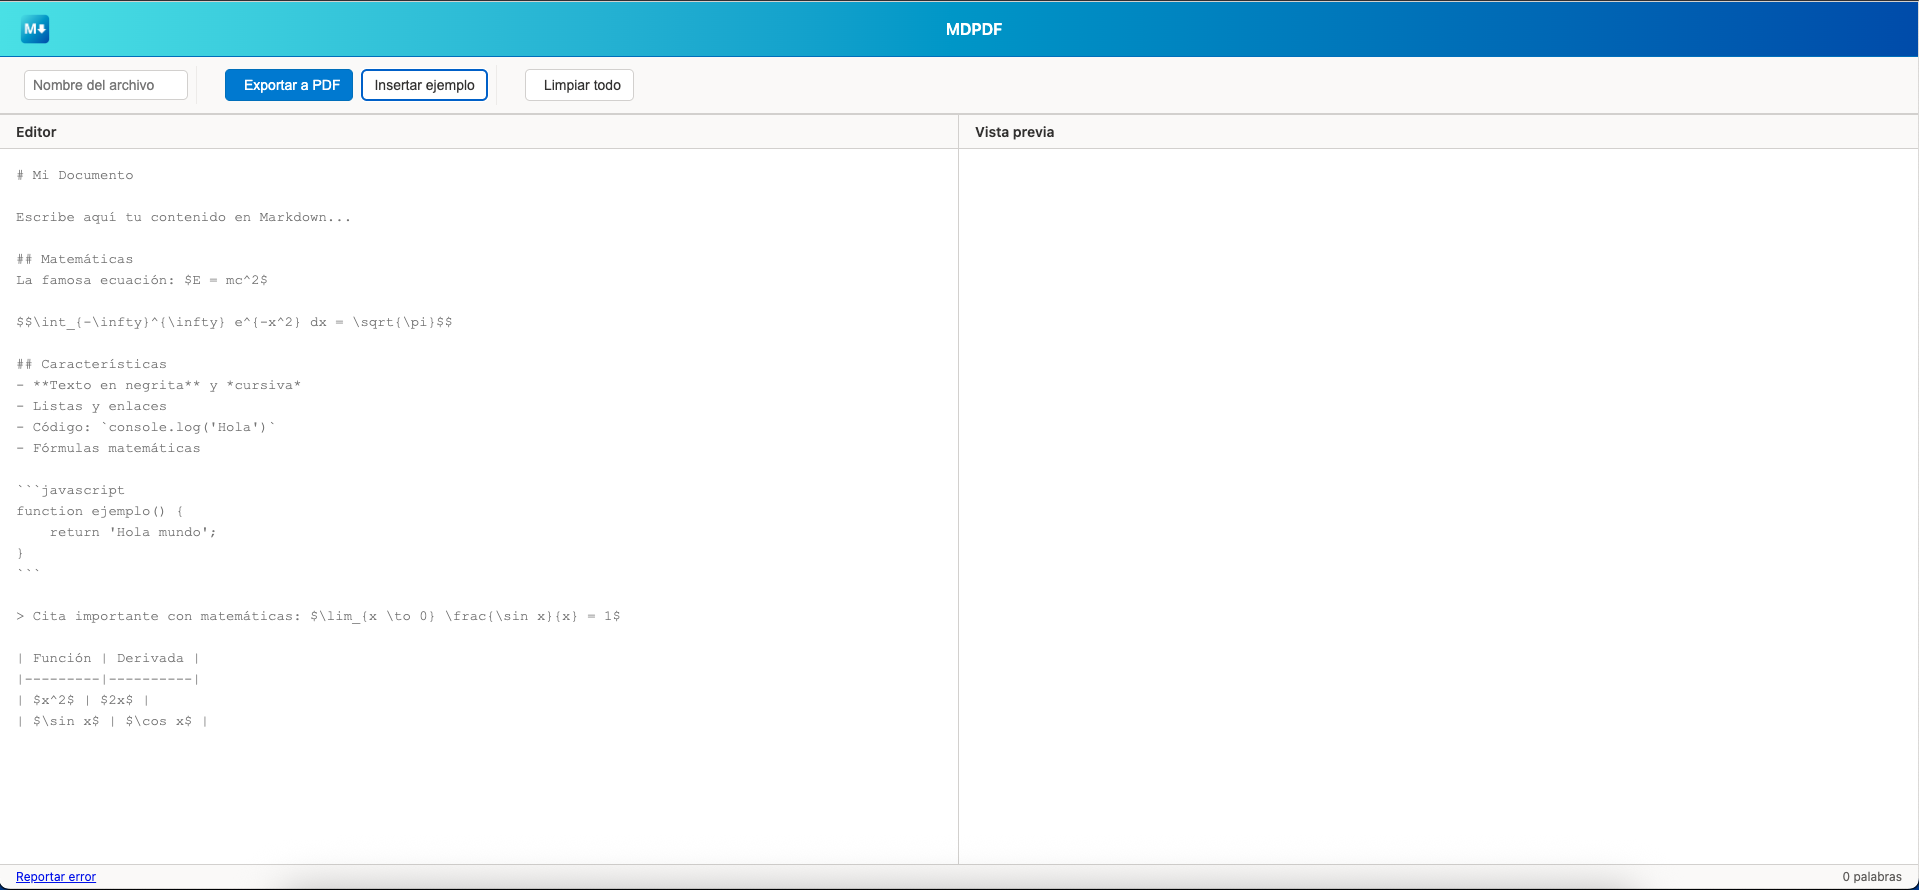 M
MDPDF
Nombre del archivo
Exportar a PDF
Insertar ejemplo
Limpiar todo
Editor
Vista previa
# Mi Documento
Escribe aquí tu contenido en Markdown...
## Matemáticas
La famosa ecuación: $E = mc^2$
$$\int_{-\infty}^{\infty} e^{-x^2} dx = \sqrt{\pi}$$
## Características
- **Texto en negrita** y *cursiva*
- Listas y enlaces
- Código: `console.log('Hola')`
- Fórmulas matemáticas
```javascript
function ejemplo() {
    return 'Hola mundo';
}
```
> Cita importante con matemáticas: $\lim_{x \to 0} \frac{\sin x}{x} = 1$
| Función | Derivada |
|---------|----------|
| $x^2$ | $2x$ |
| $\sin x$ | $\cos x$ |
Reportar error
0 palabras